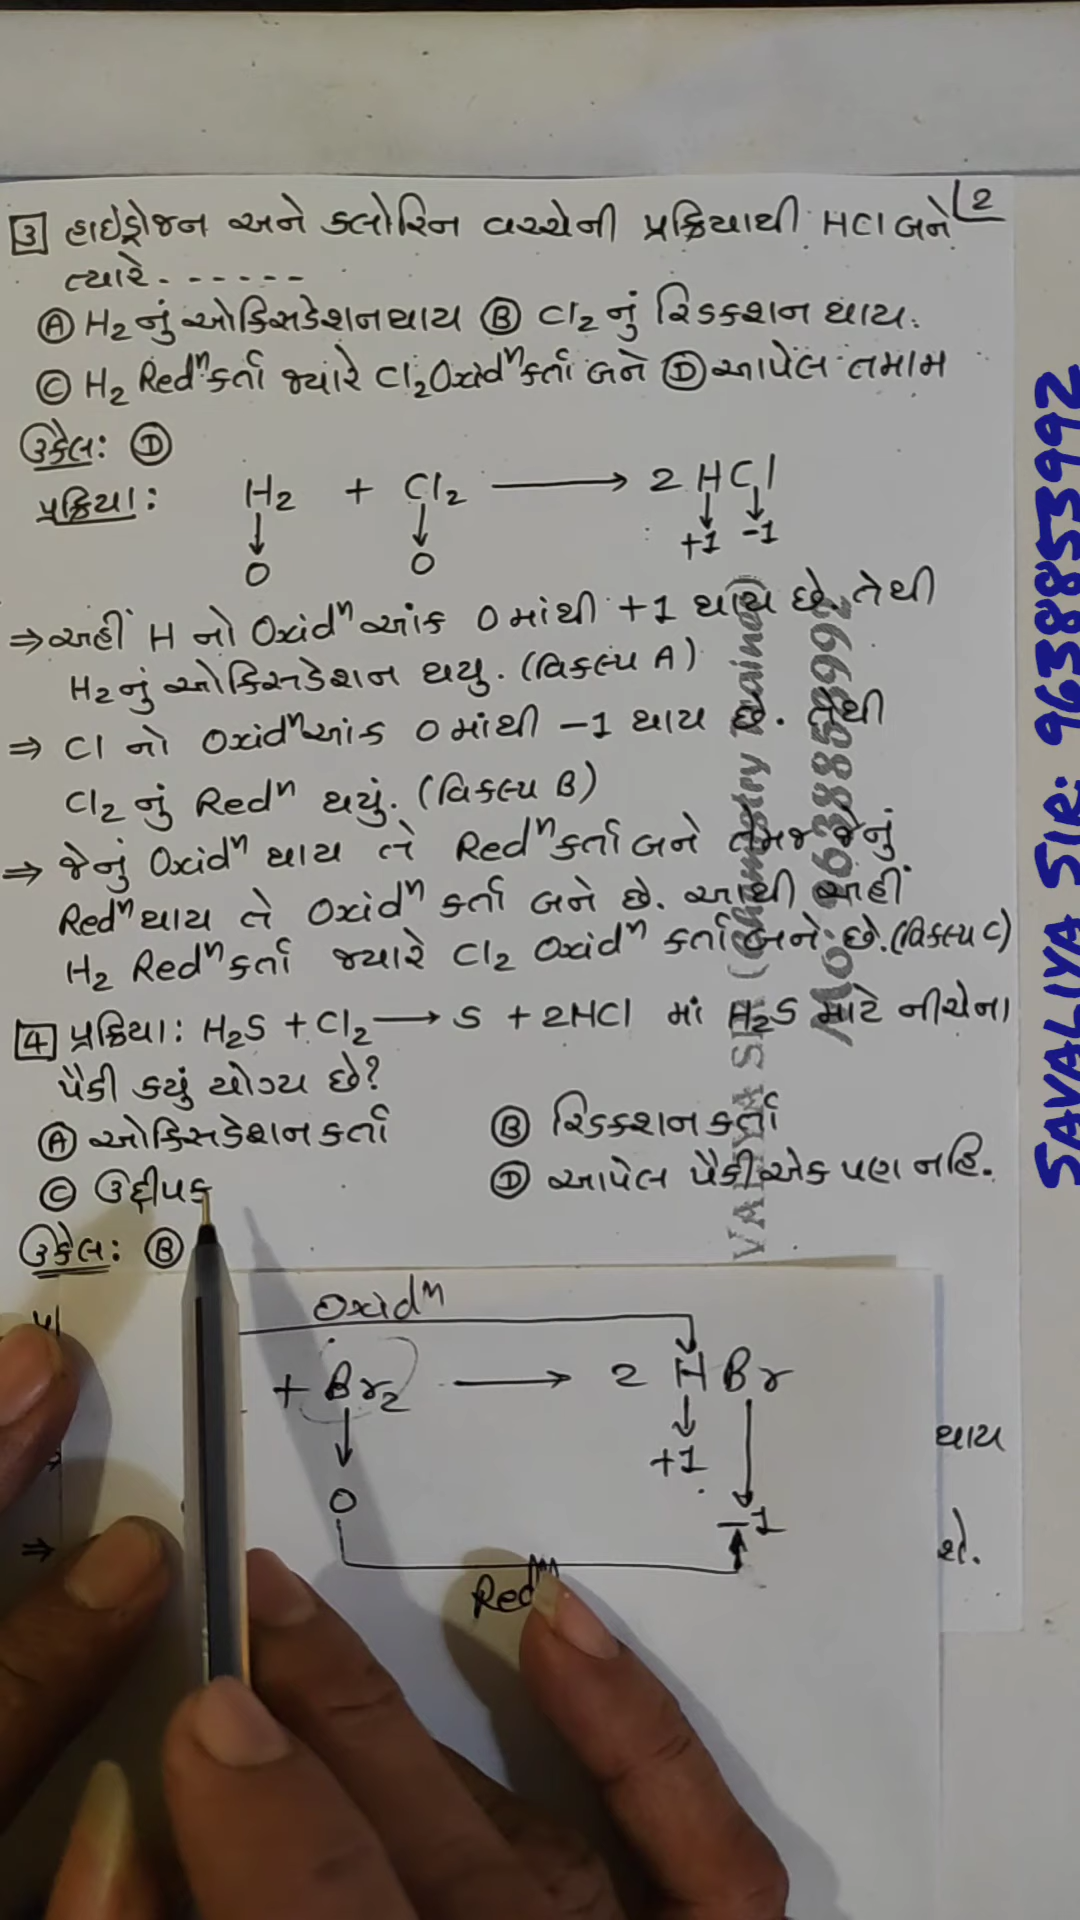 2
3 હાઇડ્રોજન અને ક્લોરિન વચ્ચેની પ્રક્રિયાથી HCl બને
ત્યારે. - - - - - -
Ⓐ H₂ નું ઓક્સિડેશન થાય Ⓑ Cl₂ નું રિડક્શન થાય.
Ⓒ H₂ Redⁿ કર્તા જ્યારે Cl₂ Oxidⁿ કર્તા બને Ⓓ આપેલ તમામ
ઉકેલ: Ⓓ
પ્રક્રિયા: H₂ + Cl₂ ⟶ 2 HCl
↓ ↓ ↓ ↓
0 0 +1 -1
⇒ અહીં H નો Oxidⁿ આંક 0 માંથી +1 થાય છે. તેથી
H₂ નું ઓક્સિડેશન થયુ. (વિકલ્પ A)
⇒ Cl નો Oxidⁿ આંક 0 માંથી -1 થાય છે. તેથી
Cl₂ નું Redⁿ થયું. (વિકલ્પ B)
⇒ જેનું Oxidⁿ થાય તે Redⁿ કર્તા બને તેમજ જેનું
Redⁿ થાય તે Oxidⁿ કર્તા બને છે. આથી અહીં
H₂ Redⁿ કર્તા જ્યારે Cl₂ Oxidⁿ કર્તા બને છે. (વિકલ્પ C)
4 પ્રક્રિયા: H₂S + Cl₂ ⟶ S + 2HCl માં H₂S માટે નીચેના
પૈકી કયું યોગ્ય છે?
Ⓐ ઓક્સિડેશન કર્તા Ⓑ રિડક્શન કર્તા
Ⓒ ઉદ્દીપક Ⓓ આપેલ પૈકી એક પણ નહિ.
ઉકેલ: Ⓑ
Oxidⁿ
+ Br₂ ⟶ 2 HBr
થાય
↓ ↓ ↓
+1
0 -1
⇒
Redⁿ
SAVALIYA SIR: 9638853992